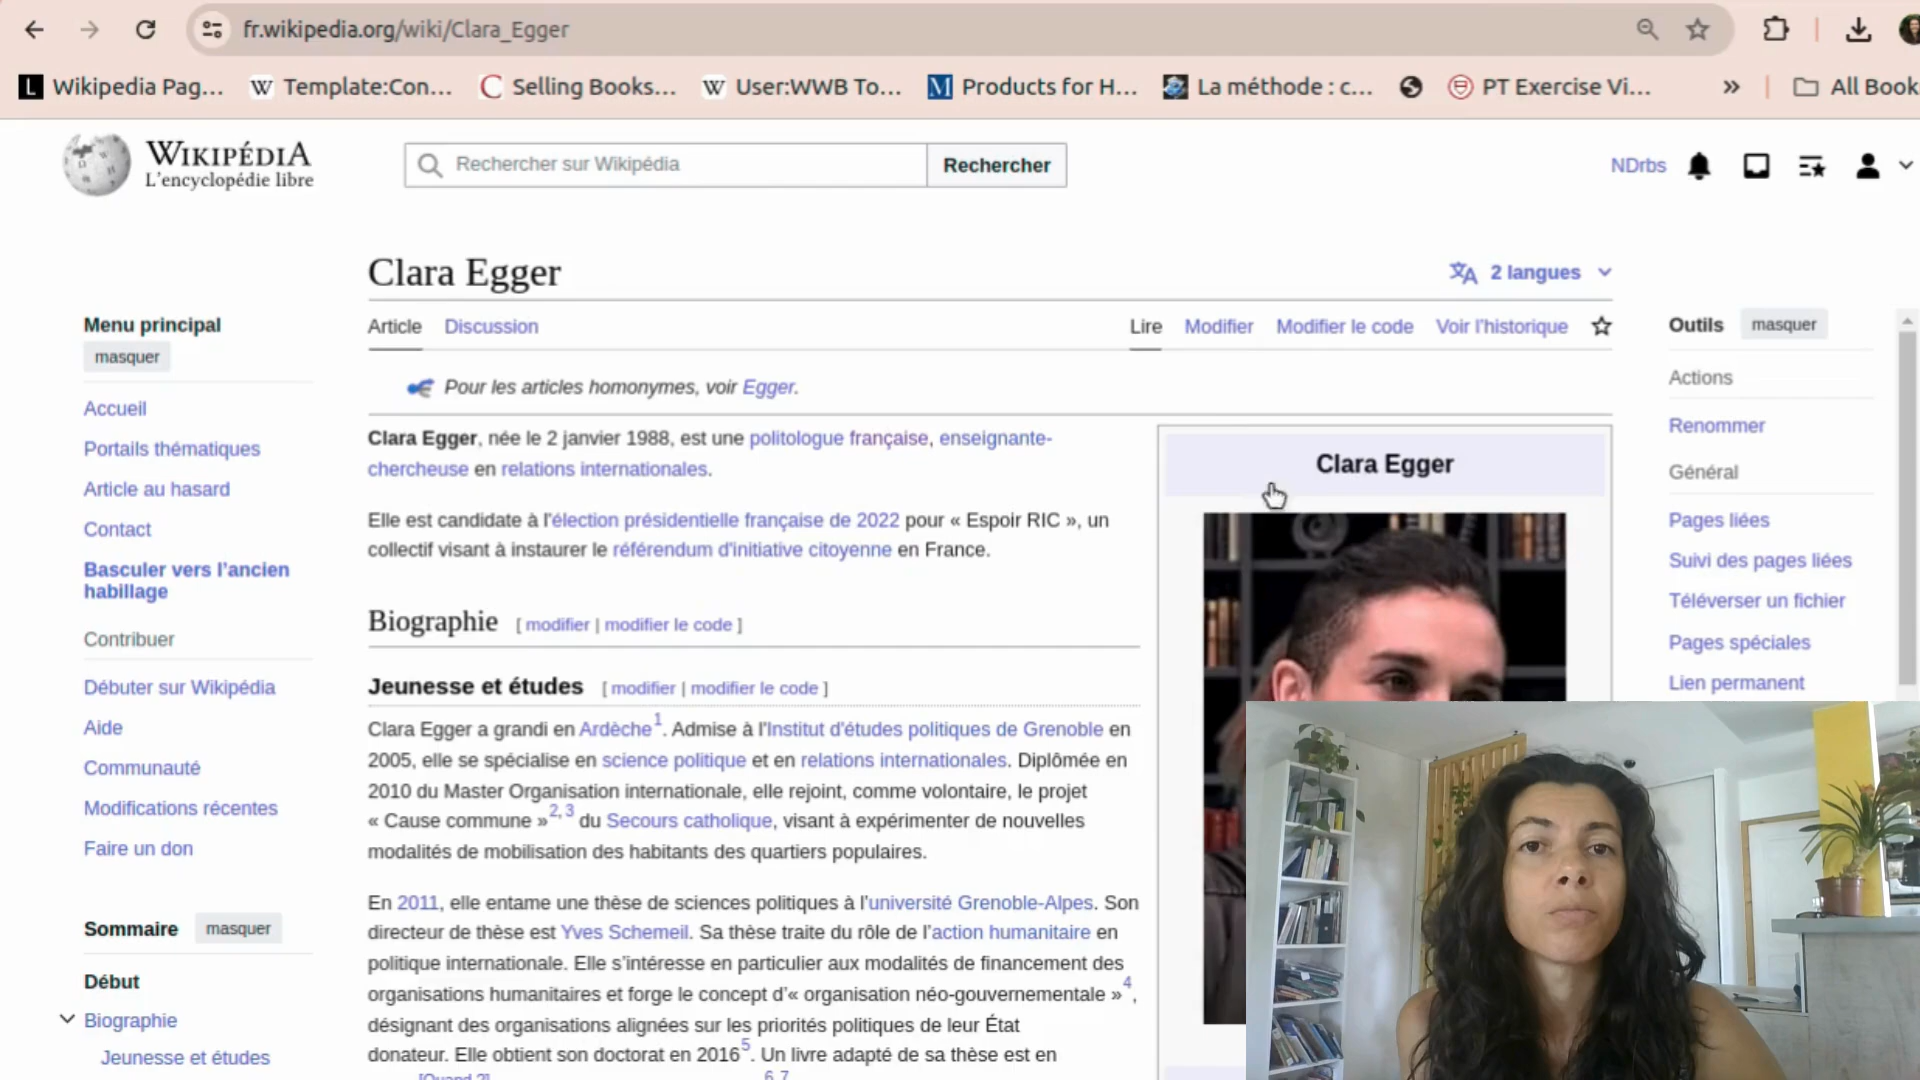 fr.wikipedia.org/wiki/Clara_Egger
Wikipedia Pag...
Template:Con...
Selling Books...
User:WWB To...
Products for H...
La méthode : c...
PT Exercise Vi...
»
All Book
WIKIPÉDIA
L'encyclopédie libre
Rechercher sur Wikipédia
Rechercher
NDrbs
Clara Egger
2 langues
Article
Discussion
Lire
Modifier
Modifier le code
Voir l'historique
Pour les articles homonymes, voir Egger.
Clara Egger, née le 2 janvier 1988, est une politologue française, enseignante-
chercheuse en relations internationales.
Elle est candidate à l'élection présidentielle française de 2022 pour « Espoir RIC », un
collectif visant à instaurer le référendum d'initiative citoyenne en France.
Biographie [ modifier | modifier le code ]
Jeunesse et études [ modifier | modifier le code ]
Clara Egger a grandi en Ardèche1. Admise à l'Institut d'études politiques de Grenoble en
2005, elle se spécialise en science politique et en relations internationales. Diplômée en
2010 du Master Organisation internationale, elle rejoint, comme volontaire, le projet
« Cause commune »2, 3 du Secours catholique, visant à expérimenter de nouvelles
modalités de mobilisation des habitants des quartiers populaires.
En 2011, elle entame une thèse de sciences politiques à l'université Grenoble-Alpes. Son
directeur de thèse est Yves Schemeil. Sa thèse traite du rôle de l'action humanitaire en
politique internationale. Elle s'intéresse en particulier aux modalités de financement des
organisations humanitaires et forge le concept d'« organisation néo-gouvernementale »4,
désignant des organisations alignées sur les priorités politiques de leur État
donateur. Elle obtient son doctorat en 20165. Un livre adapté de sa thèse est en
[Quand ?]
6, 7
Clara Egger
Menu principal
masquer
Accueil
Portails thématiques
Article au hasard
Contact
Basculer vers l'ancien
habillage
Contribuer
Débuter sur Wikipédia
Aide
Communauté
Modifications récentes
Faire un don
Sommaire
masquer
Début
Biographie
Jeunesse et études
Outils
masquer
Actions
Renommer
Général
Pages liées
Suivi des pages liées
Téléverser un fichier
Pages spéciales
Lien permanent